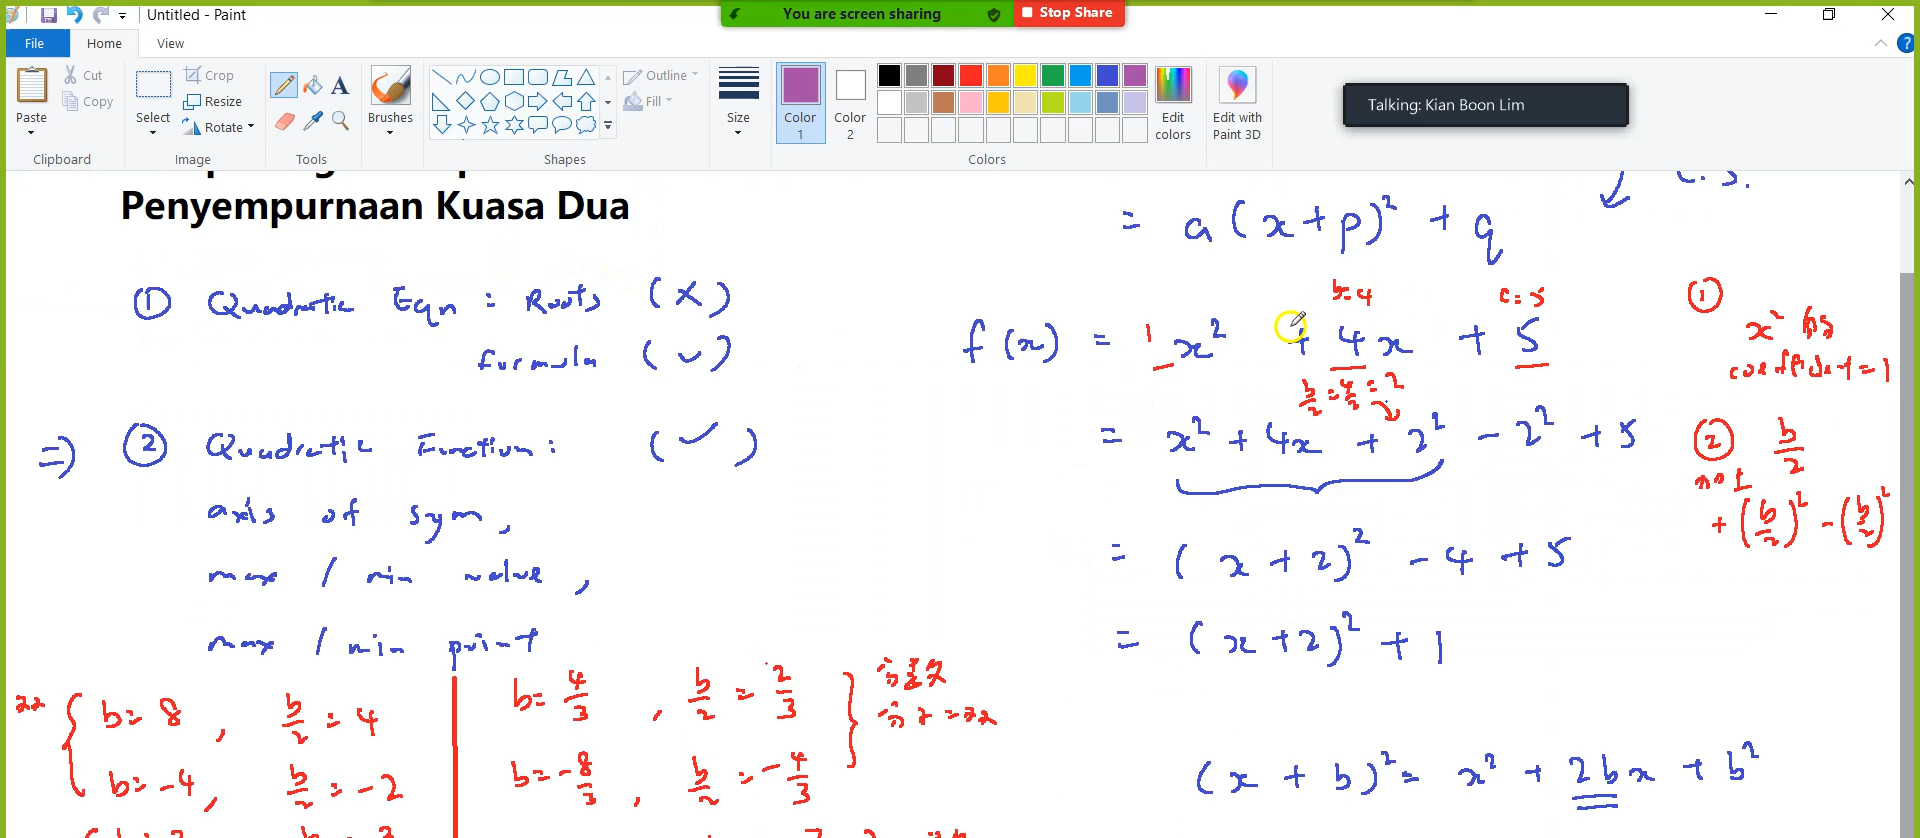 Untitled - Paint
You are screen sharing
Stop Share
File
Home
View
Paste
Cut
Copy
Clipboard
Select
Crop
Resize
Rotate
Image
Tools
Brushes
Shapes
Outline
Fill
Size
Color 1
Color 2
Colors
Edit colors
Edit with Paint 3D
Talking: Kian Boon Lim
Penyempurnaan Kuasa Dua
① Quadratic Eqn : Roots (×)
formula (✓)
⇒ ② Quadratic Function : (✓)
axis of sym,
max / min value,
max / min point
b = 8 , b/2 = 4
b = -4 , b/2 = -2
b = 4/3 , b/2 = 2/3
b = -8/3 , b/2 = -4/3
= a(x+p)² + q
b=4
c=5
f(x) = 1x² + 4x + 5
b/2 = 4/2 = 2
= x² + 4x + 2² - 2² + 5
= (x+2)² - 4 + 5
= (x+2)² + 1
(x + b)² = x² + 2bx + b²
①
x² has
coefficient = 1
② b/2
+ (b/2)² - (b/2)²